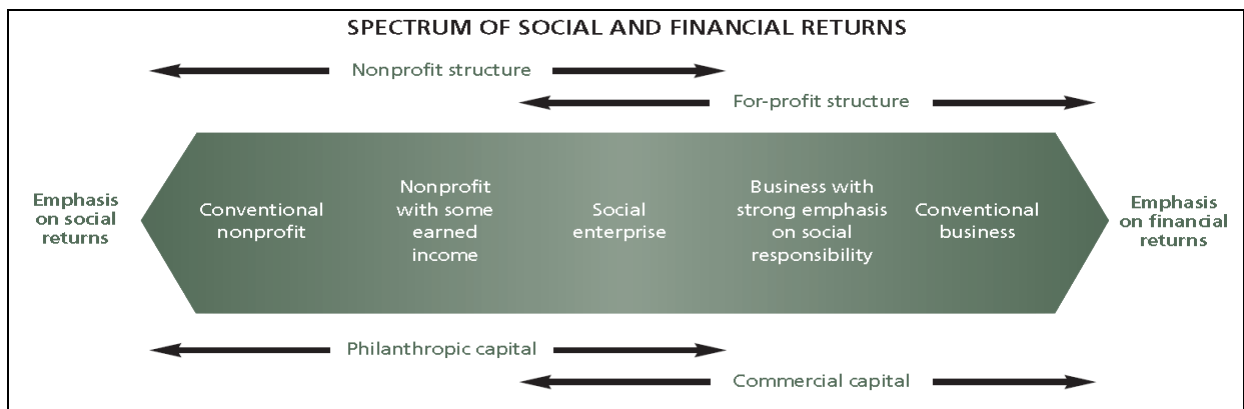 SPECTRUM OF SOCIAL AND FINANCIAL RETURNS
Nonprofit structure
For-profit structure
Emphasis
on social
returns
Conventional
nonprofit
Nonprofit
with some
earned
income
Social
enterprise
Business with
strong emphasis
on social
responsibility
Conventional
business
Emphasis
on financial
returns
Philanthropic capital
Commercial capital